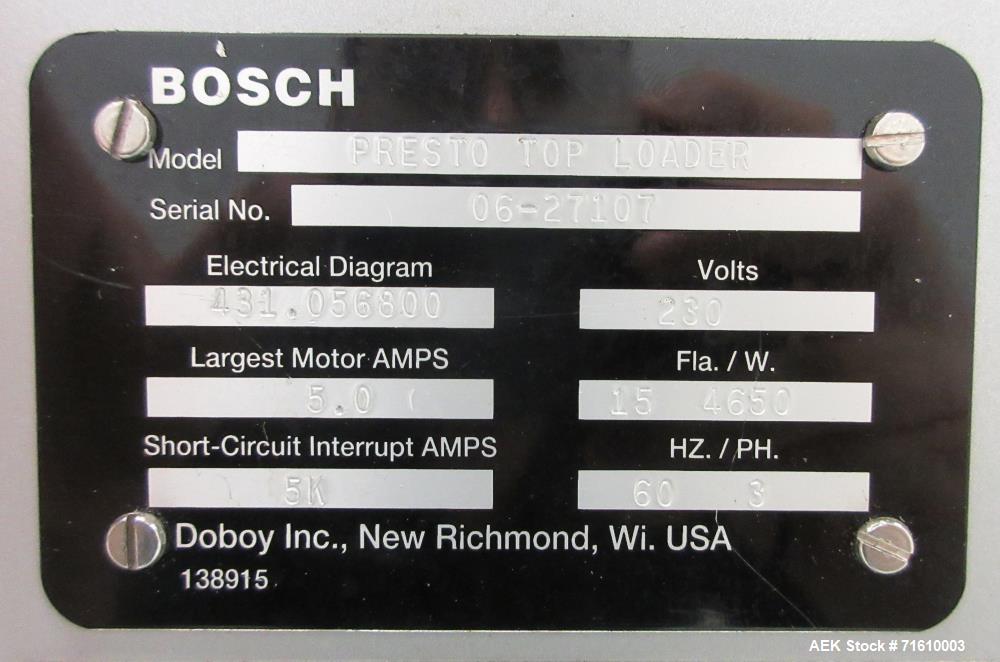 BOSCH
Model PRESTO TOP LOADER
Serial No. 06-27107
Electrical Diagram Volts
431.056800 230
Largest Motor AMPS Fla. / W.
5.0 15 4650
Short-Circuit Interrupt AMPS HZ. / PH.
5K 60 3
Doboy Inc., New Richmond, Wi. USA
138915
AEK Stock # 71610003